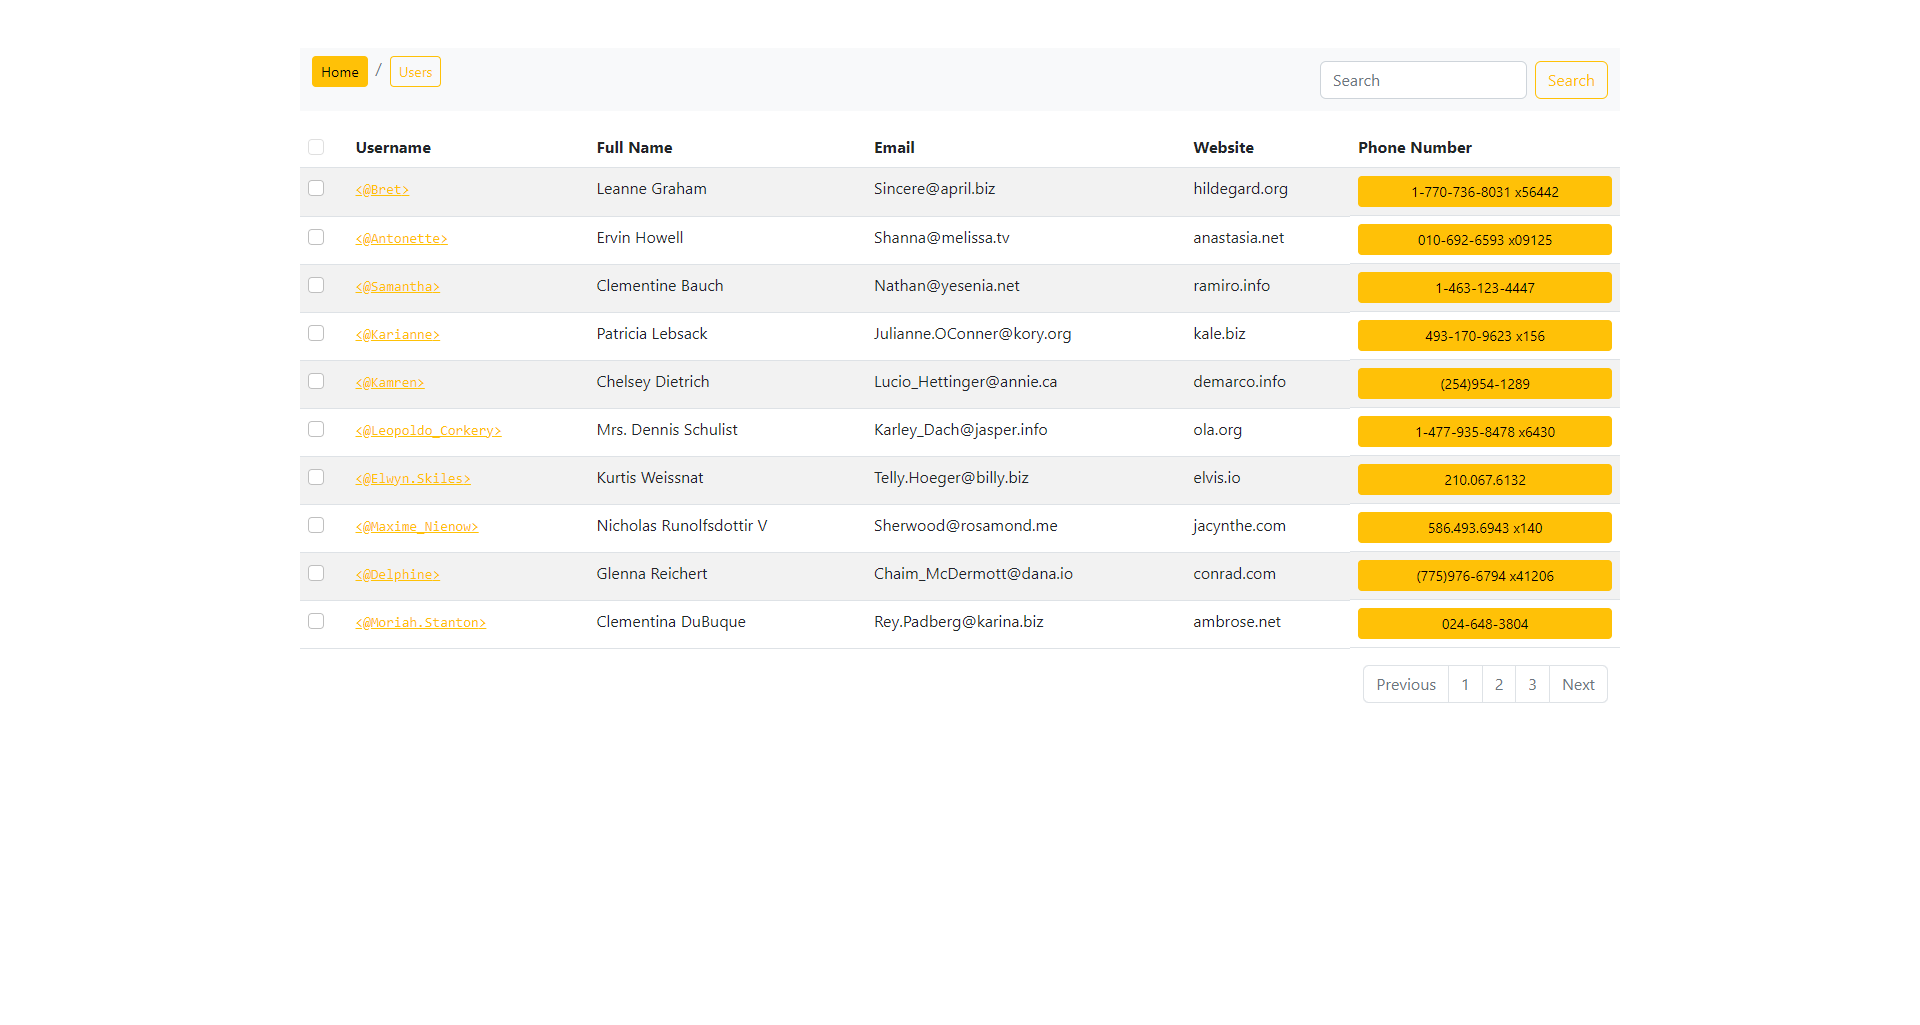 Home / Users Search Search
Username Full Name Email Website Phone Number
<@Bret> Leanne Graham Sincere@april.biz hildegard.org 1-770-736-8031 x56442
<@Antonette> Ervin Howell Shanna@melissa.tv anastasia.net 010-692-6593 x09125
<@Samantha> Clementine Bauch Nathan@yesenia.net ramiro.info 1-463-123-4447
<@Karianne> Patricia Lebsack Julianne.OConner@kory.org kale.biz 493-170-9623 x156
<@Kamren> Chelsey Dietrich Lucio_Hettinger@annie.ca demarco.info (254)954-1289
<@Leopoldo_Corkery> Mrs. Dennis Schulist Karley_Dach@jasper.info ola.org 1-477-935-8478 x6430
<@Elwyn.Skiles> Kurtis Weissnat Telly.Hoeger@billy.biz elvis.io 210.067.6132
<@Maxime_Nienow> Nicholas Runolfsdottir V Sherwood@rosamond.me jacynthe.com 586.493.6943 x140
<@Delphine> Glenna Reichert Chaim_McDermott@dana.io conrad.com (775)976-6794 x41206
<@Moriah.Stanton> Clementina DuBuque Rey.Padberg@karina.biz ambrose.net 024-648-3804
Previous 1 2 3 Next